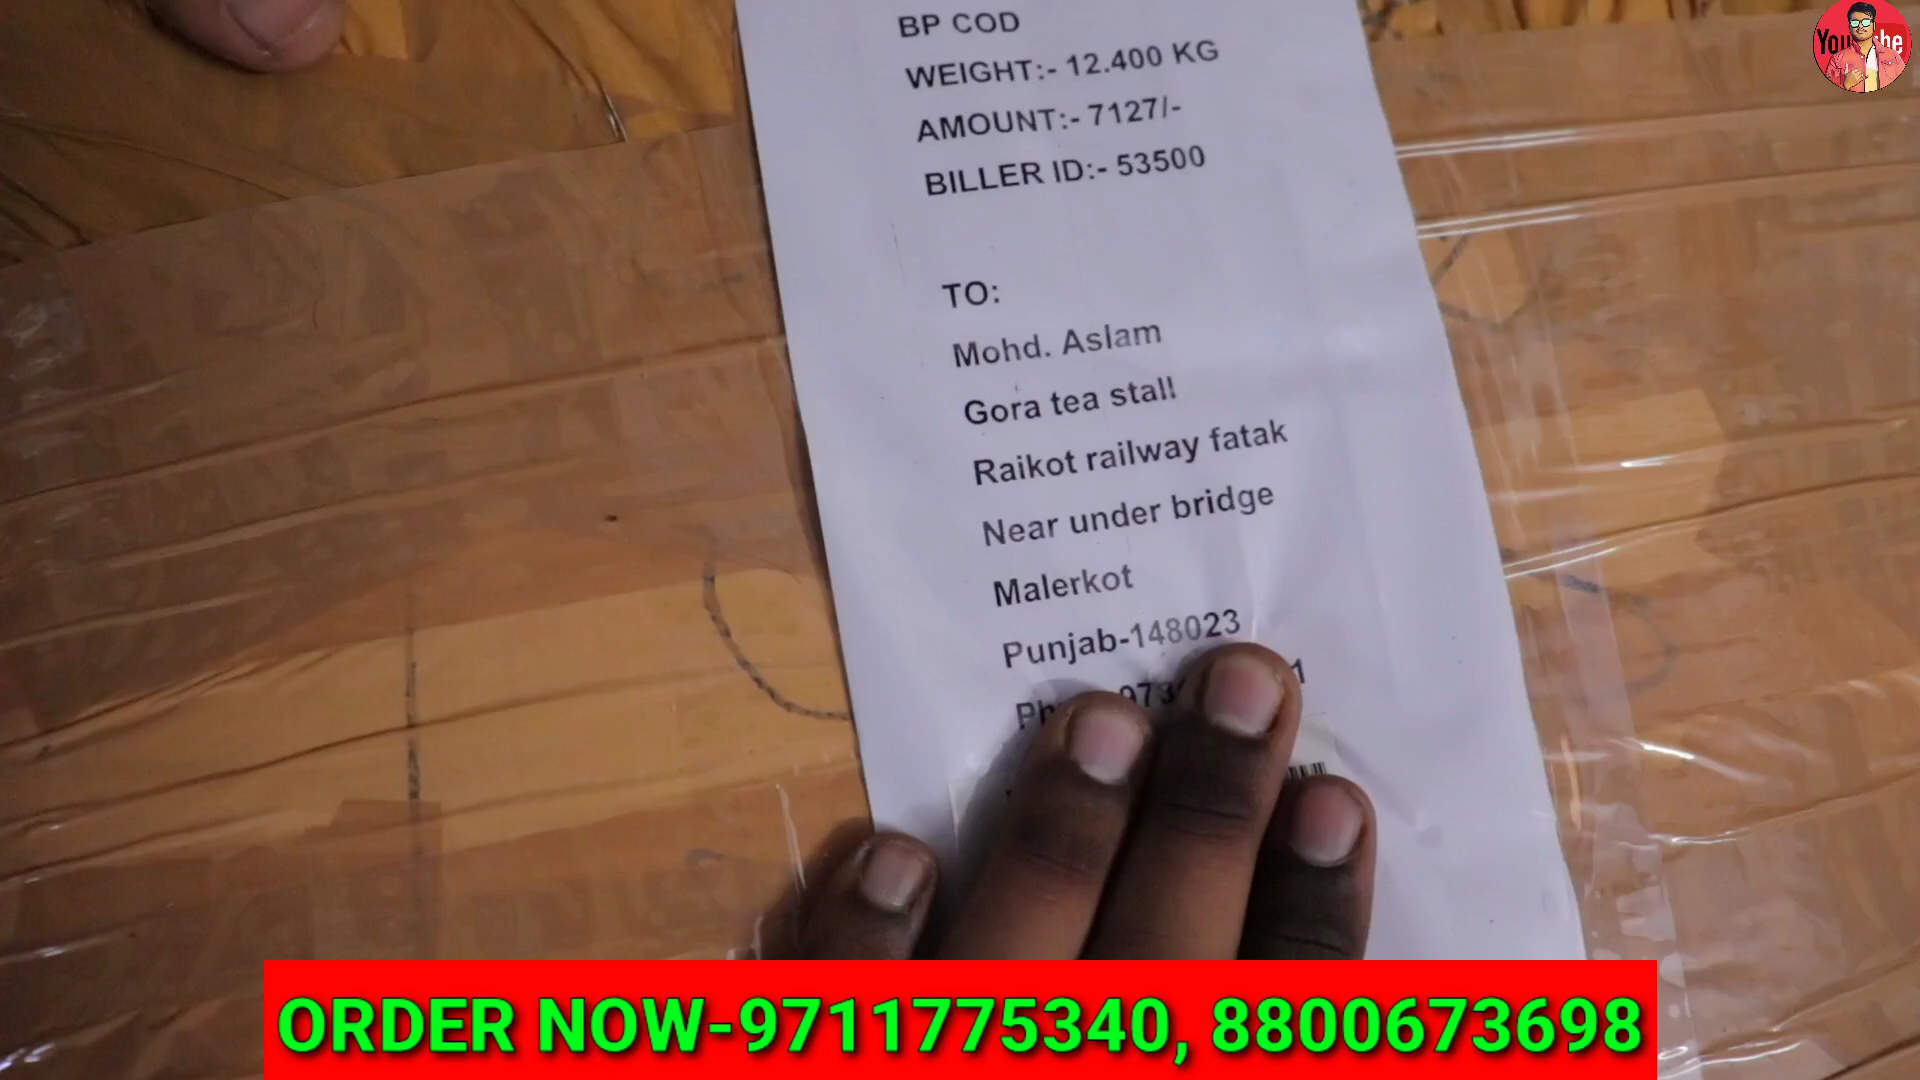 BP COD
WEIGHT:- 12.400 KG
AMOUNT:- 7127/-
BILLER ID:- 53500
TO:
Mohd. Aslam
Gora tea stall
Raikot railway fatak
Near under bridge
Malerkot
Punjab-148023
ORDER NOW-9711775340, 8800673698